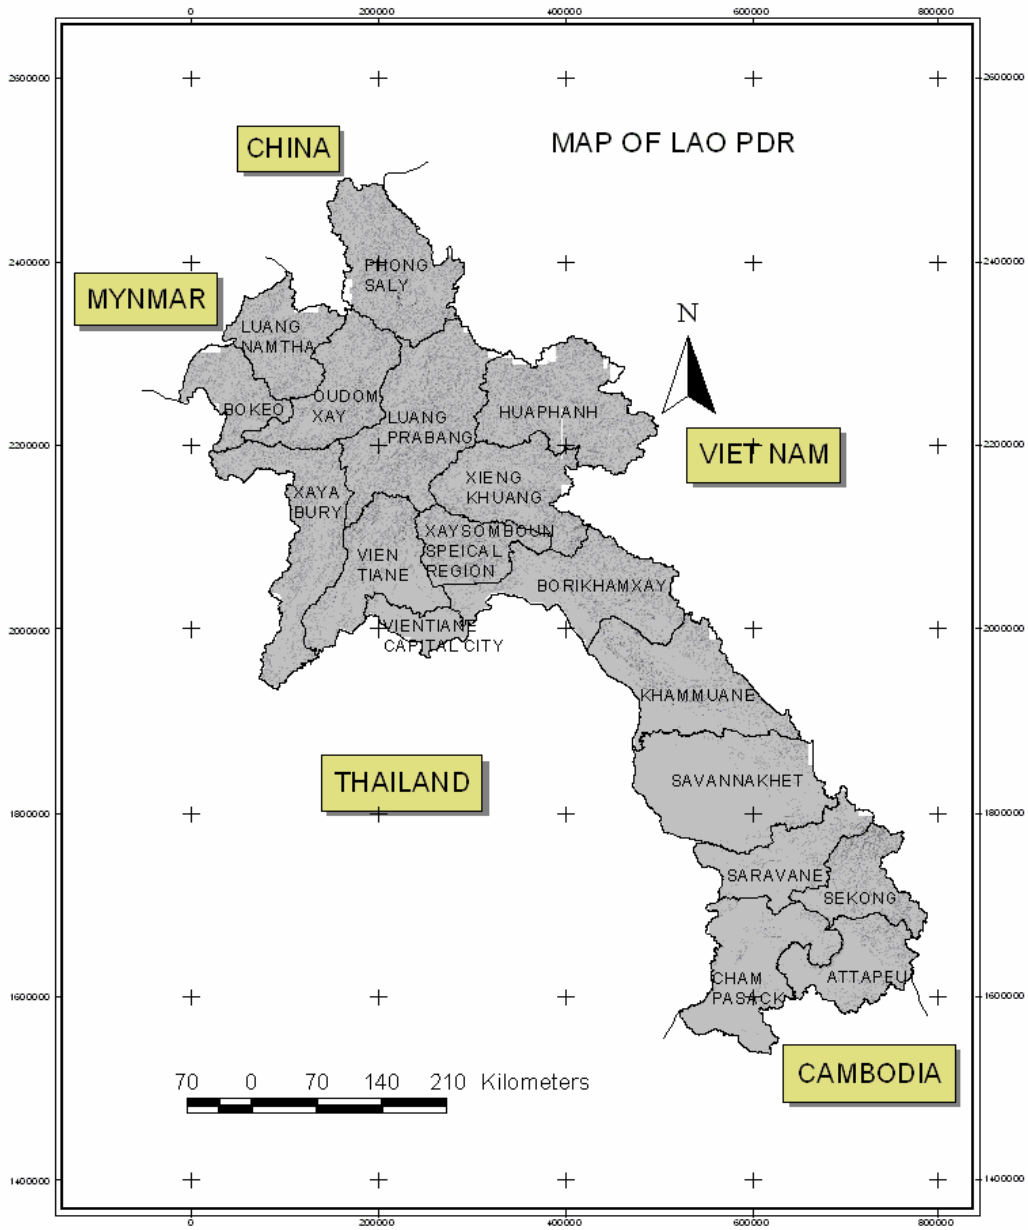 0 200000 400000 600000 800000
2600000 2600000
CHINA
MAP OF LAO PDR
2400000 2400000
PHONG
SALY
MYNMAR
N
LUANG
NAMTHA
BOKEO
OUDOM
XAY
LUANG
PRABANG
HUAPHANH
2200000 2200000
VIET NAM
XIENG
KHUANG
XAYA
BURY
XAYSOMBOUN
SPEICAL
REGION
VIEN
TIANE
BORIKHAMXAY
2000000 2000000
VIENTIANE
CAPITAL CITY
KHAMMUANE
THAILAND
SAVANNAKHET
1800000 1800000
SARAVANE
SEKONG
CHAM
PASACK
ATTAPEU
1600000 1600000
CAMBODIA
70 0 70 140 210 Kilometers
1400000 1400000
0 200000 400000 600000 800000